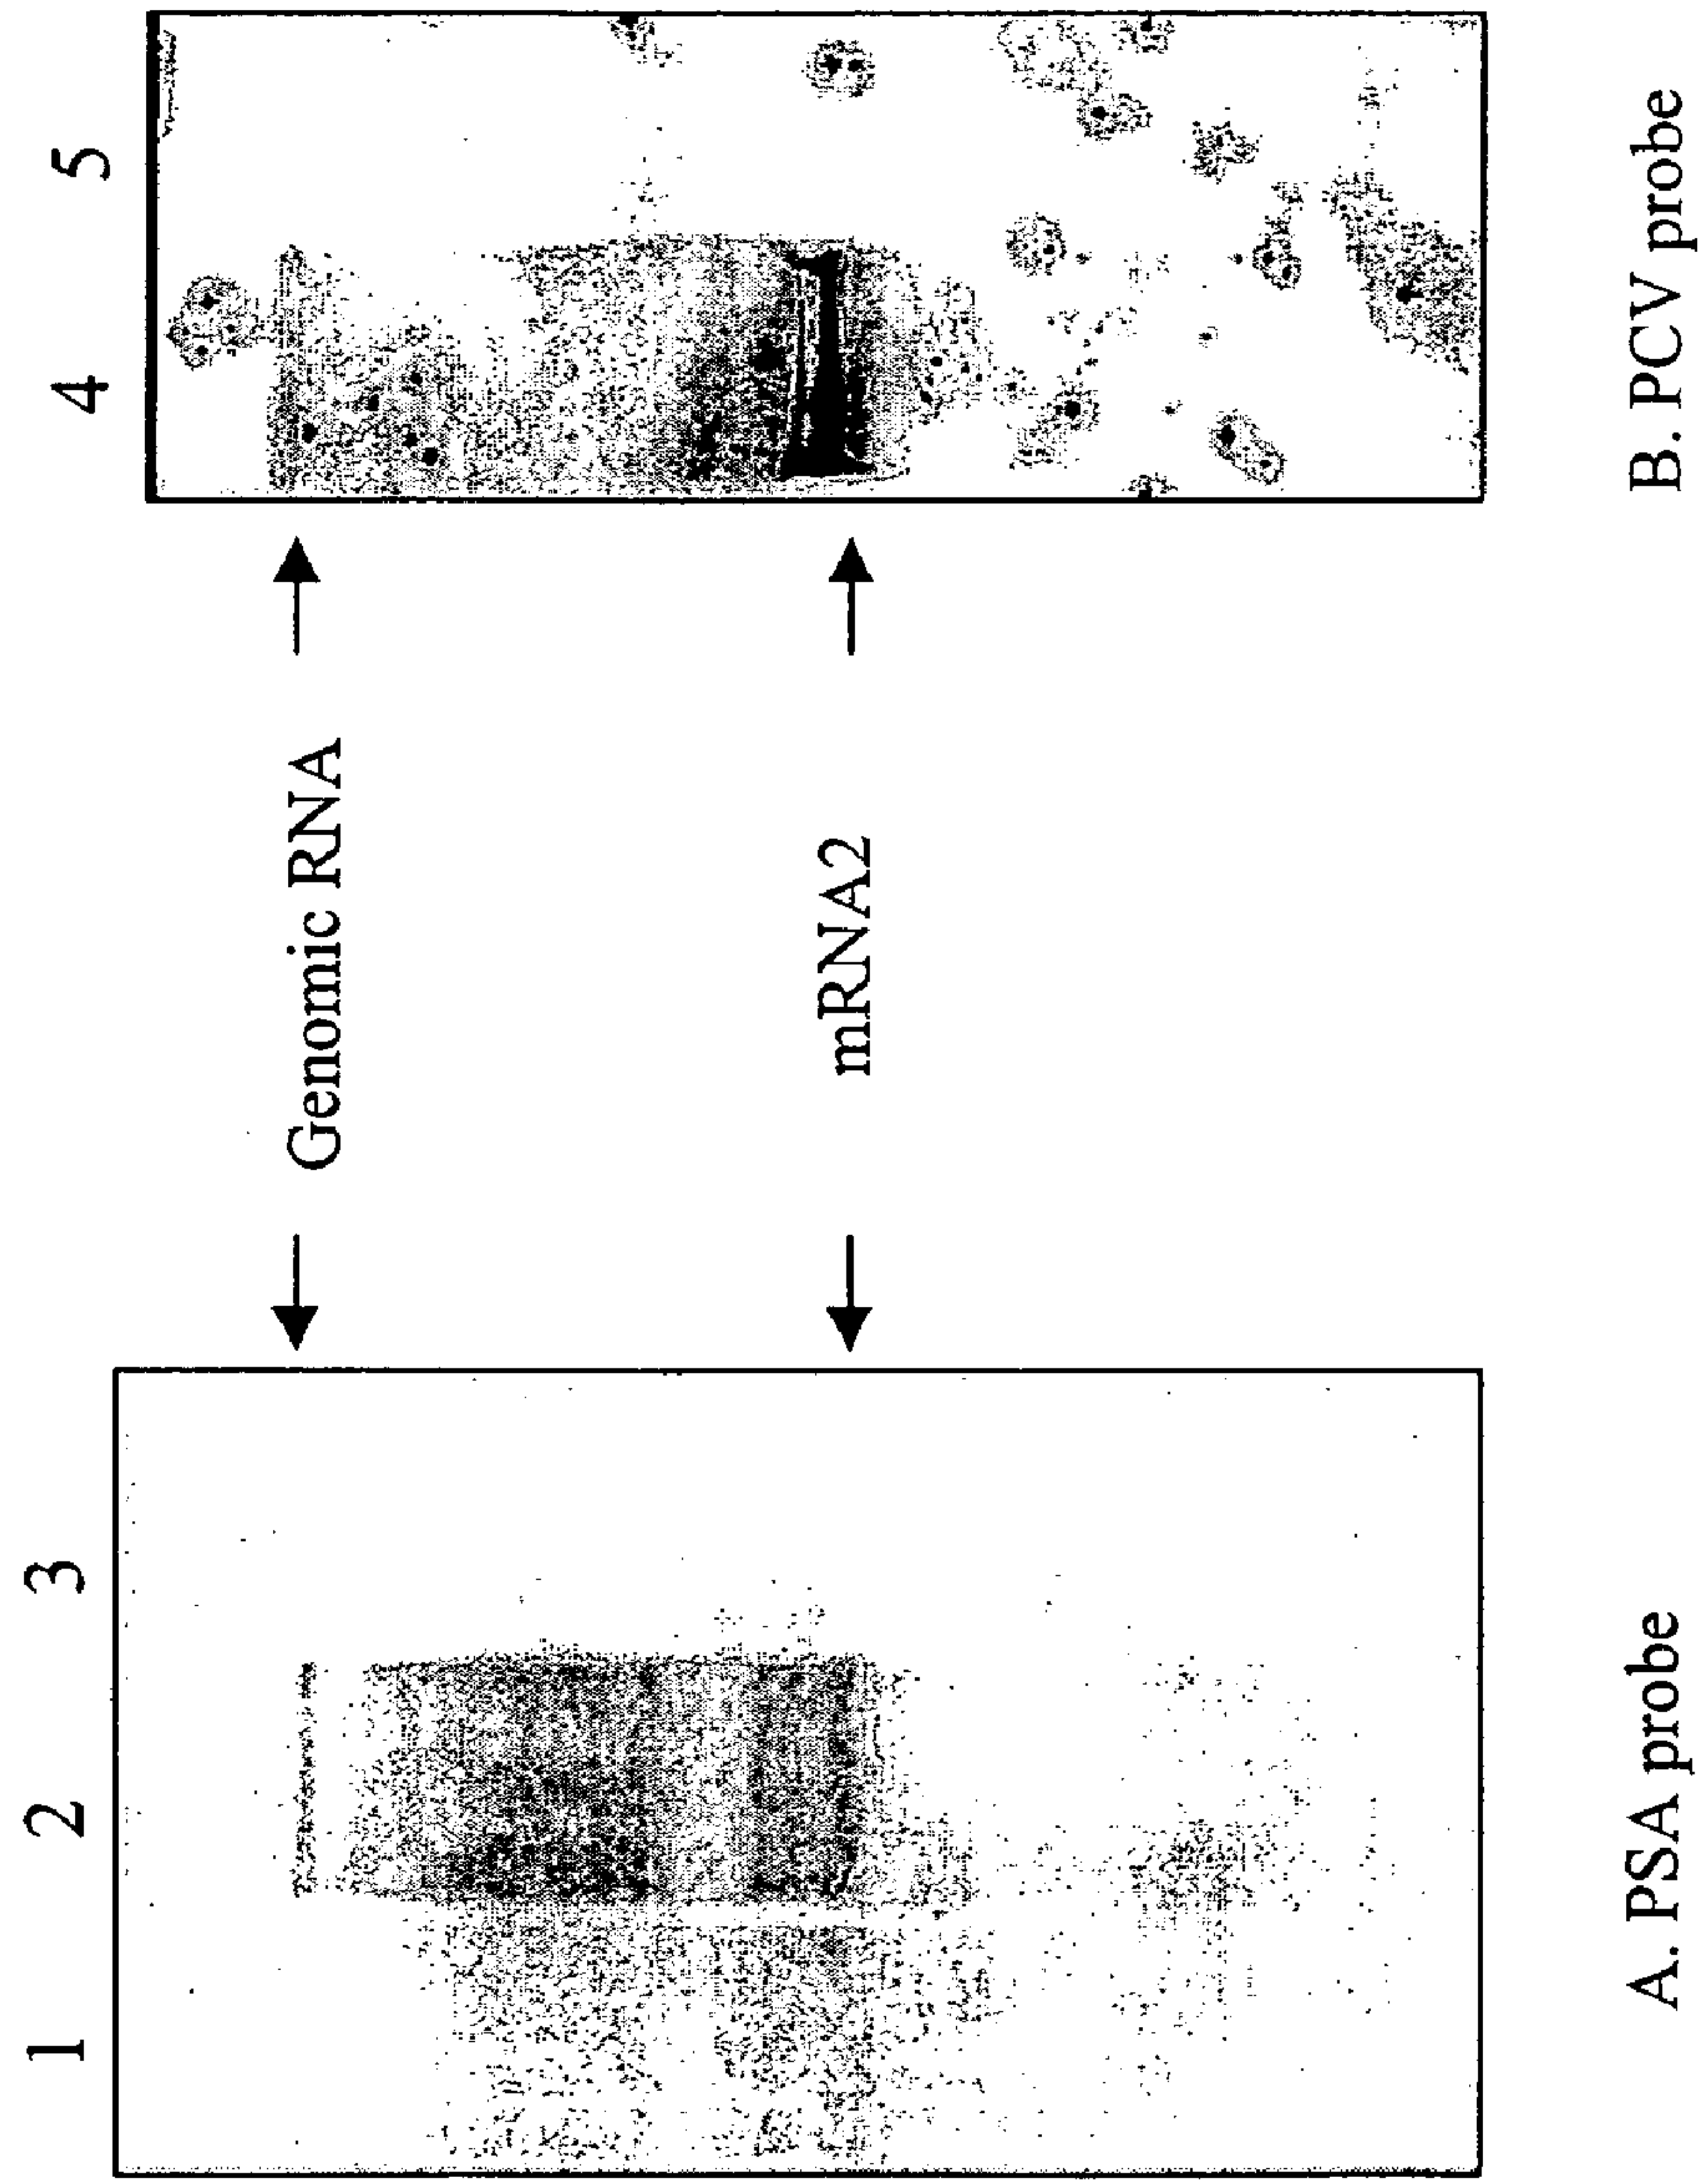 1 2 3
4 5
Genomic RNA
mRNA2
A. PSA probe
B. PCV probe